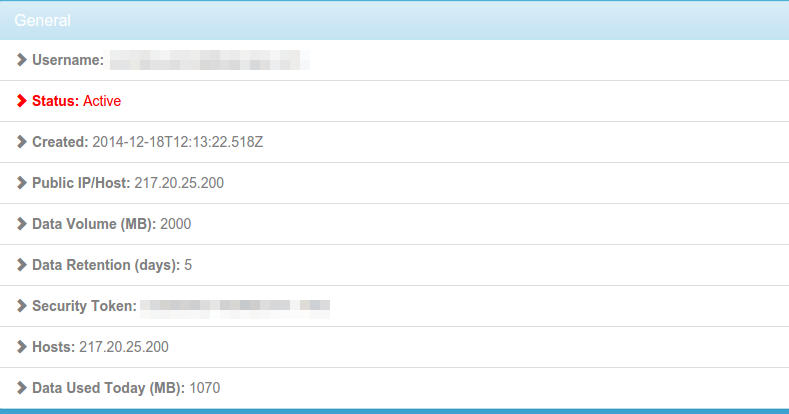 General
Username:
Status: Active
Created: 2014-12-18T12:13:22.518Z
Public IP/Host: 217.20.25.200
Data Volume (MB): 2000
Data Retention (days): 5
Security Token:
Hosts: 217.20.25.200
Data Used Today (MB): 1070